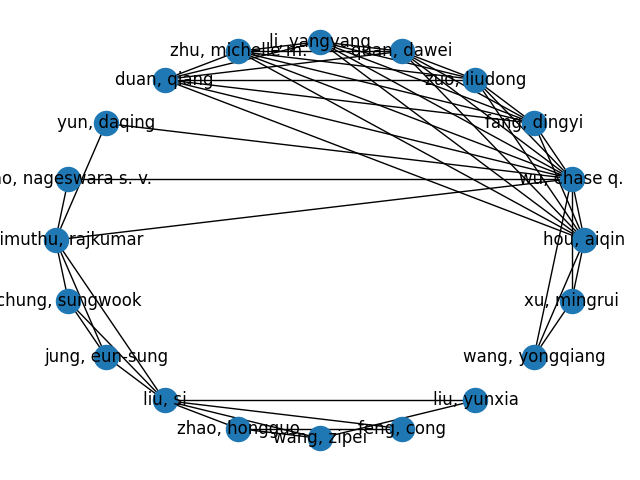 li, yangyang
zhu, michelle m.
quan, dawei
duan, qiang
zuo, liudong
yun, daqing
fang, dingyi
nageswara s. v.
wu, chase q.
rajkumar
hou, aiqin
chung, sungwook
xu, mingrui
jung, eun-sung
wang, yongqiang
liu, si
liu, yunxia
zhao, hongguo
feng, cong
wang, zipei